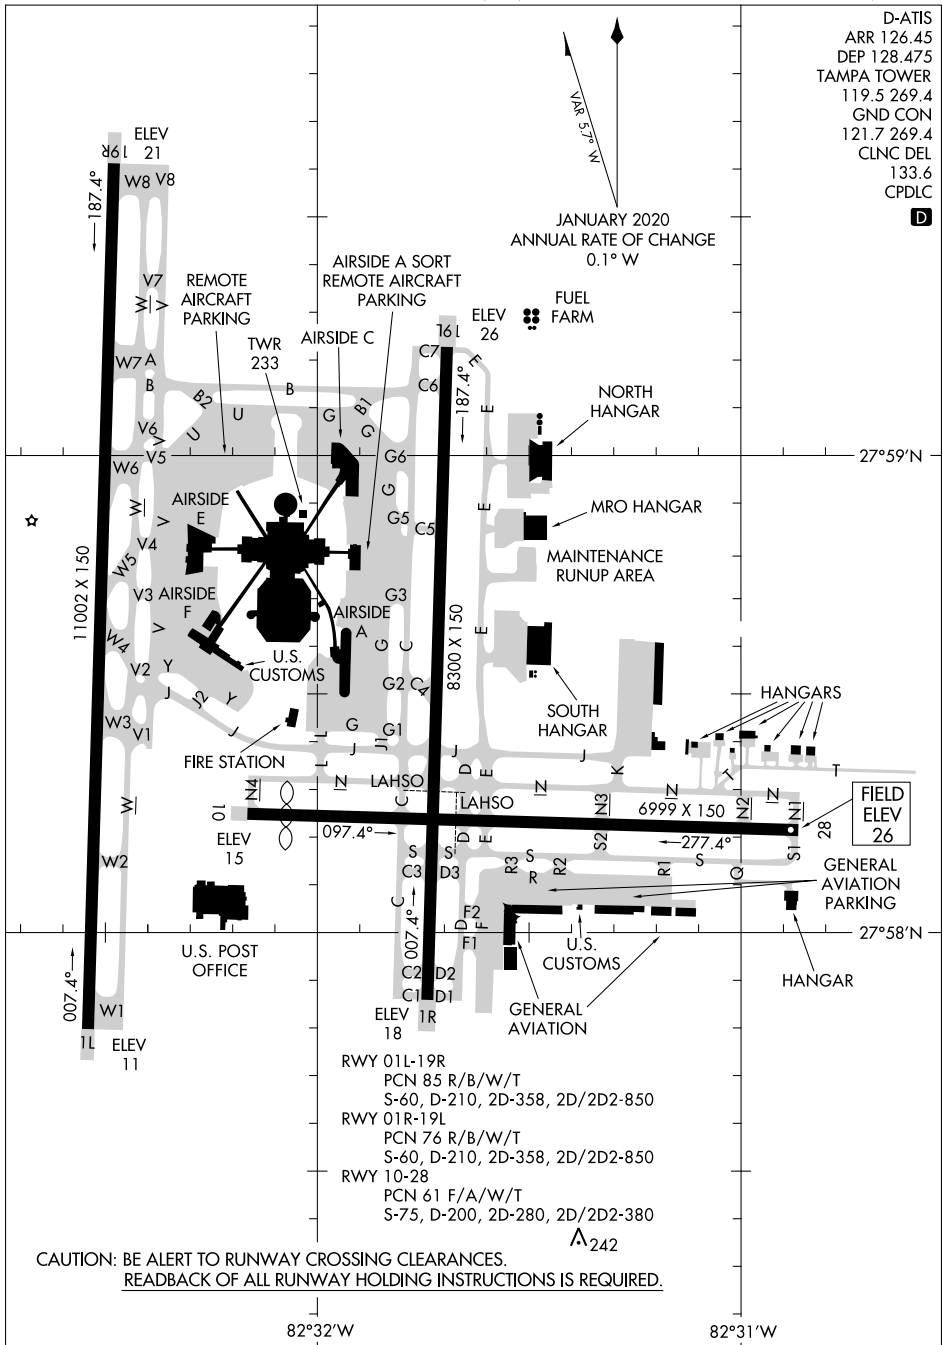 D-ATIS
ARR 126.45
DEP 128.475
TAMPA TOWER
119.5 269.4
GND CON
121.7 269.4
CLNC DEL
133.6
CPDLC
D
VAR 5.7° W
JANUARY 2020
ANNUAL RATE OF CHANGE
0.1° W
ELEV
21
19R
187.4°
W8 V8
V7
W
V
W7 A
B
B2
U
B
B1
G
U
G
V6
V
V5
W6
REMOTE
AIRCRAFT
PARKING
TWR
233
AIRSIDE C
AIRSIDE A SORT
REMOTE AIRCRAFT
PARKING
ELEV
26
19L
FUEL
FARM
C7
C6
E
187.4°
E
NORTH
HANGAR
G6
27°59'N
G
G5
C5
E
W
V
AIRSIDE
E
MRO HANGAR
MAINTENANCE
RUNUP AREA
V4
W5
V3
AIRSIDE
F
V
W4
11002 X 150
G3
AIRSIDE
A
8300 X 150
E
U.S.
CUSTOMS
G
C
V2
Y
J
J2
Y
J
G2
C4
SOUTH
HANGAR
HANGARS
W3
V1
FIRE STATION
L
G
G1
J
J1
L
J
J
K
T
T
D
E
LAHSO
N4
IZ
IZ
N3
N2
IZ
N1
W
C
LAHSO
6999 X 150
FIELD
ELEV
26
10
097.4°
D
E
S2
277.4°
S1
28
ELEV
15
W2
S
S
C3
D3
R3
S
R
R2
R1
S
Q
GENERAL
AVIATION
PARKING
U.S. POST
OFFICE
C
007.4°
D
F2
F
F1
U.S.
CUSTOMS
27°58'N
HANGAR
007.4°
C2
D2
C1
D1
GENERAL
AVIATION
W1
1L
ELEV
11
ELEV
18
1R
RWY 01L-19R
PCN 85 R/B/W/T
S-60, D-210, 2D-358, 2D/2D2-850
RWY 01R-19L
PCN 76 R/B/W/T
S-60, D-210, 2D-358, 2D/2D2-850
RWY 10-28
PCN 61 F/A/W/T
S-75, D-200, 2D-280, 2D/2D2-380
242
CAUTION: BE ALERT TO RUNWAY CROSSING CLEARANCES.
READBACK OF ALL RUNWAY HOLDING INSTRUCTIONS IS REQUIRED.
82°32'W
82°31'W